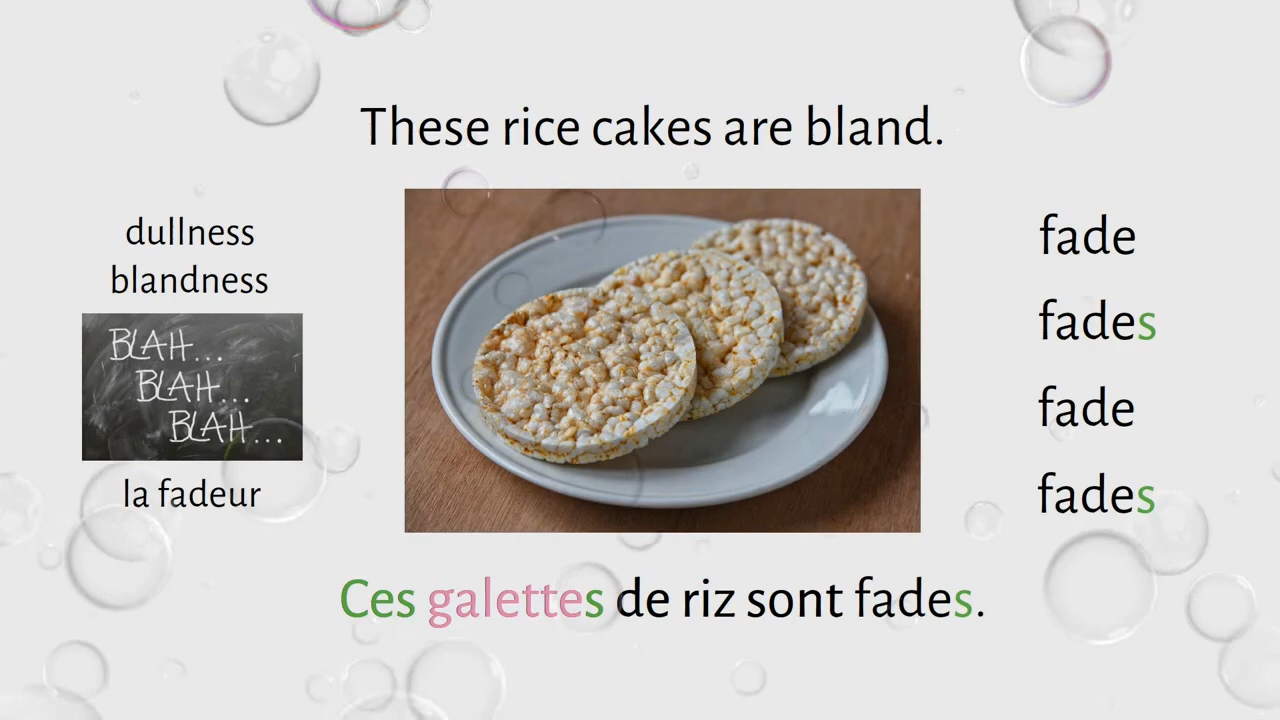 These rice cakes are bland.
dullness
blandness
BLAH...
BLAH...
BLAH...
la fadeur
fade
fades
fade
fades
Ces galettes de riz sont fades.